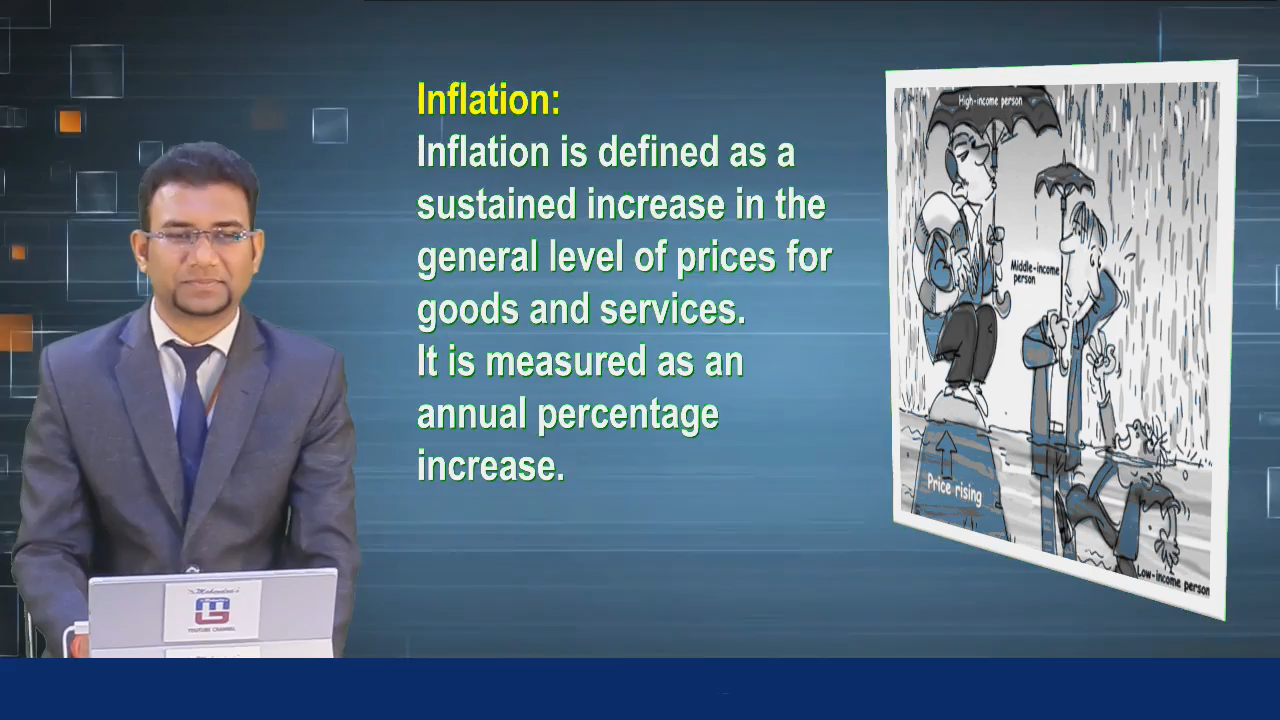 Inflation:
Inflation is defined as a
sustained increase in the
general level of prices for
goods and services.
It is measured as an
annual percentage
increase.
High-income person
Middle-income
person
Price rising
Low-income person
The Mahendra's
YOUTUBE CHANNEL